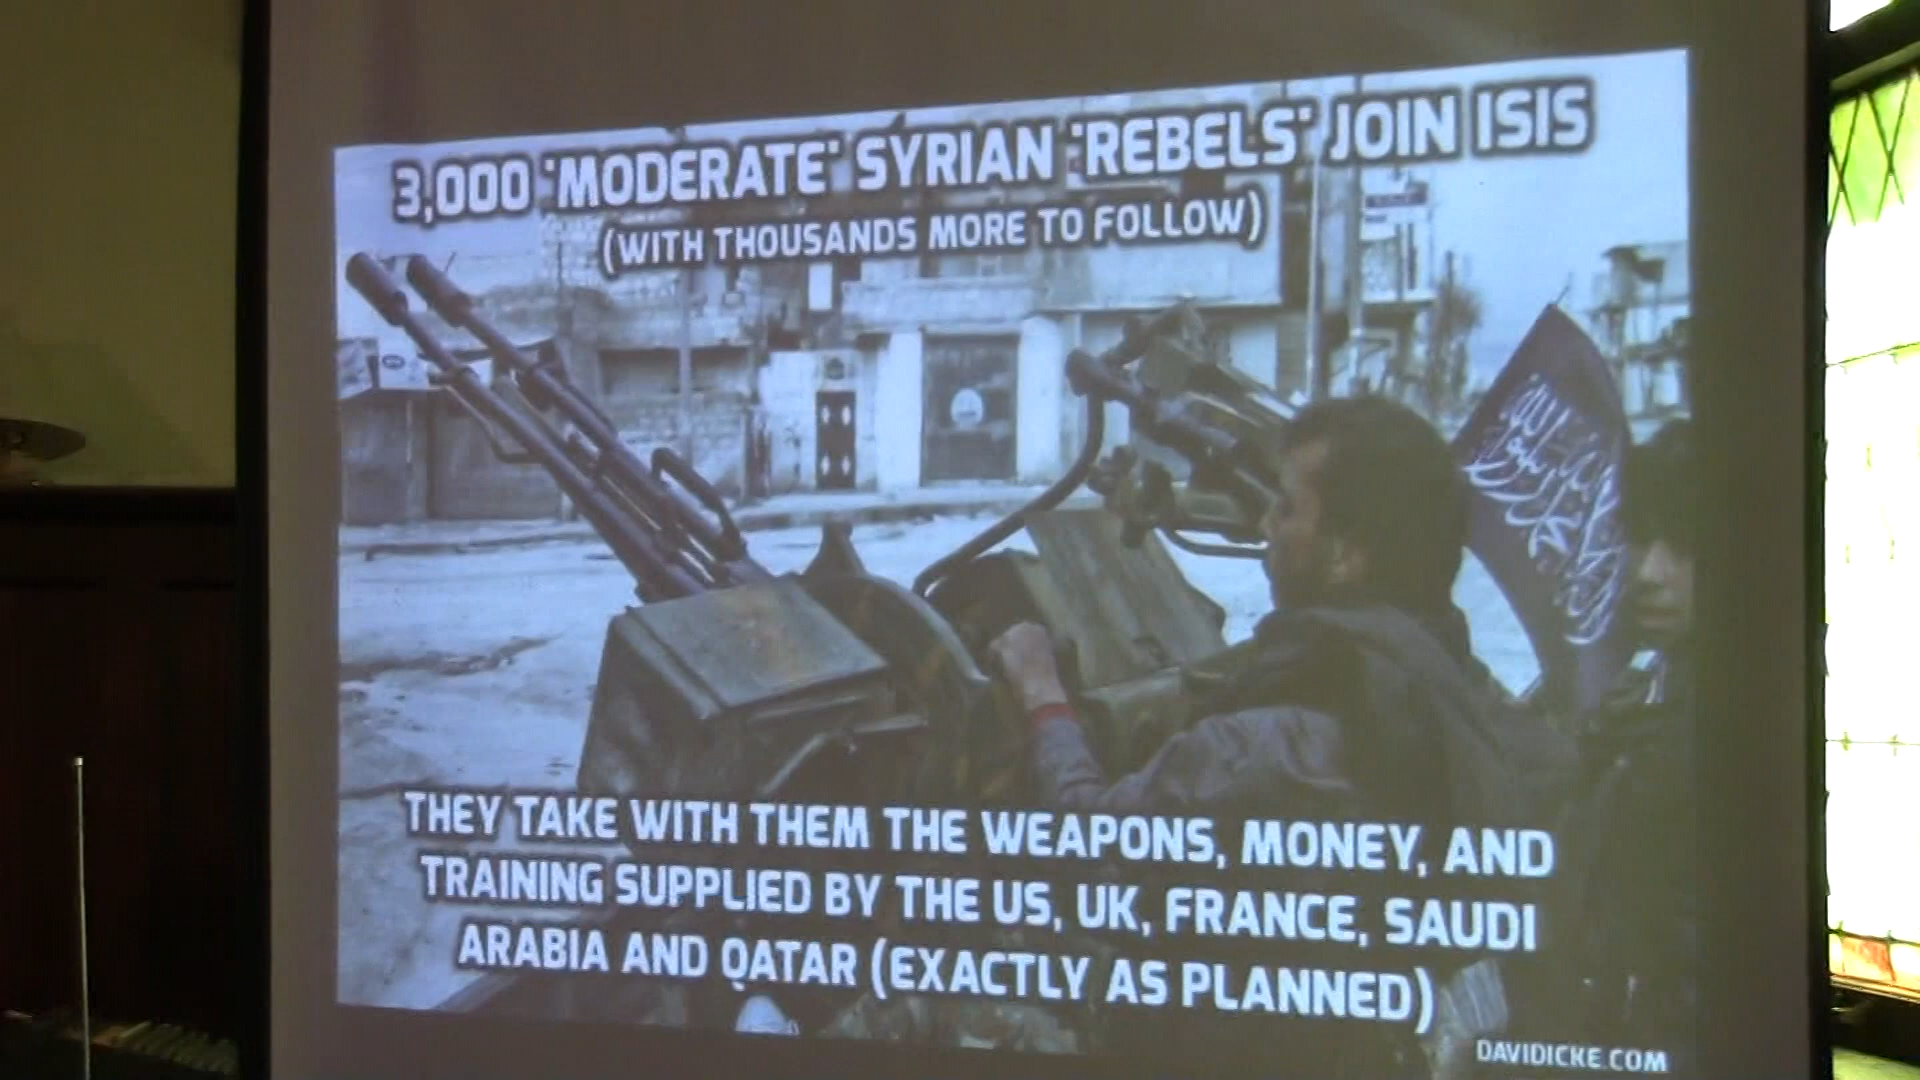 3,000 'MODERATE' SYRIAN 'REBELS' JOIN ISIS
(WITH THOUSANDS MORE TO FOLLOW)
THEY TAKE WITH THEM THE WEAPONS, MONEY, AND
TRAINING SUPPLIED BY THE US, UK, FRANCE, SAUDI
ARABIA AND QATAR (EXACTLY AS PLANNED)
DAVIDICKE.COM